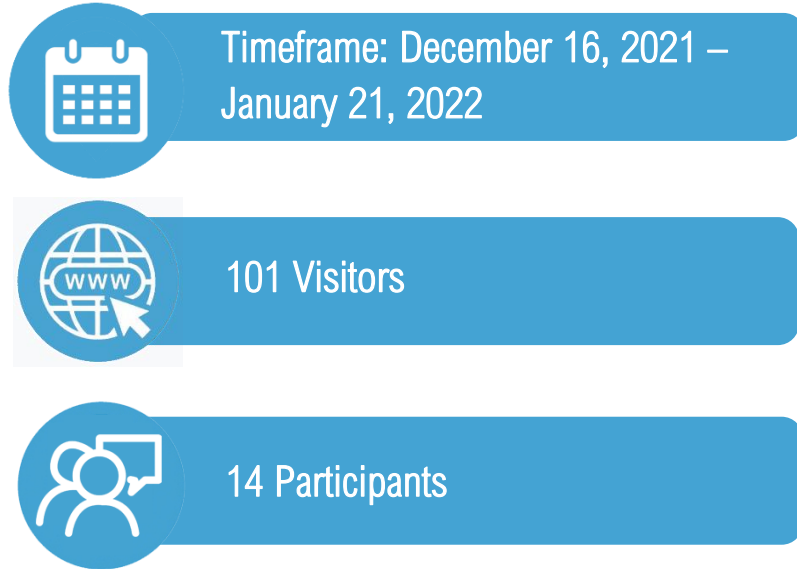 Timeframe: December 16, 2021 –
January 21, 2022
www
101 Visitors
14 Participants